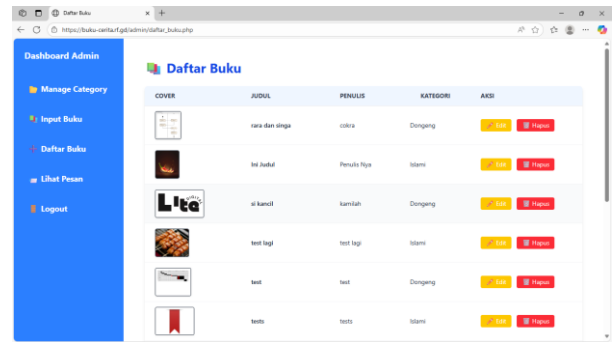 Daftar Buku
https://buku-cerita.rf.gd/admin/daftar_buku.php
Dashboard Admin
Manage Category
Input Buku
Daftar Buku
Lihat Pesan
Logout
Daftar Buku
COVER JUDUL PENULIS KATEGORI AKSI
rara dan singa cokra Dongeng Edit Hapus
Ini Judul Penulis Nya Islami Edit Hapus
Lite DIGITAL si kancil kamilah Dongeng Edit Hapus
test lagi test lagi Islami Edit Hapus
test test Dongeng Edit Hapus
tests tests Islami Edit Hapus